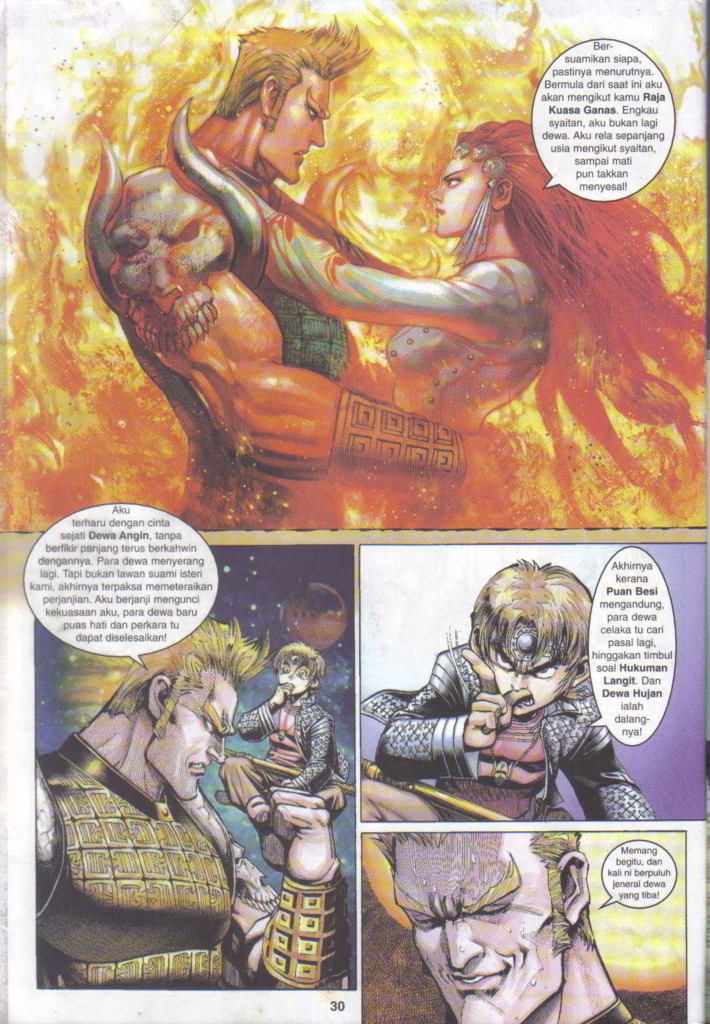 Ber-
suamikan siapa,
pastinya menurutnya.
Bermula dari saat ini aku
akan mengikut kamu Raja
Kuasa Ganas. Engkau
syaitan, aku bukan lagi
dewa. Aku rela sepanjang
usia mengikut syaitan,
sampai mati
pun takkan
menyesal!
Aku
terharu dengan cinta
sejati Dewa Angin, tanpa
berfikir panjang terus berkahwin
dengannya. Para dewa menyerang
lagi. Tapi bukan lawan suami isteri
kami, akhirnya terpaksa memeteraikan
perjanjian. Aku berjanji mengunci
kekuasaan aku, para dewa baru
puas hati dan perkara tu
dapat diselesaikan!
Akhirnya
kerana
Puan Besi
mengandung,
para dewa
celaka tu cari
pasal lagi,
hinggakan timbul
soal Hukuman
Langit. Dan
Dewa Hujan
ialah
dalang-
nya!
Memang
begitu, dan
kali ni berpuluh
jeneral dewa
yang tiba!
30